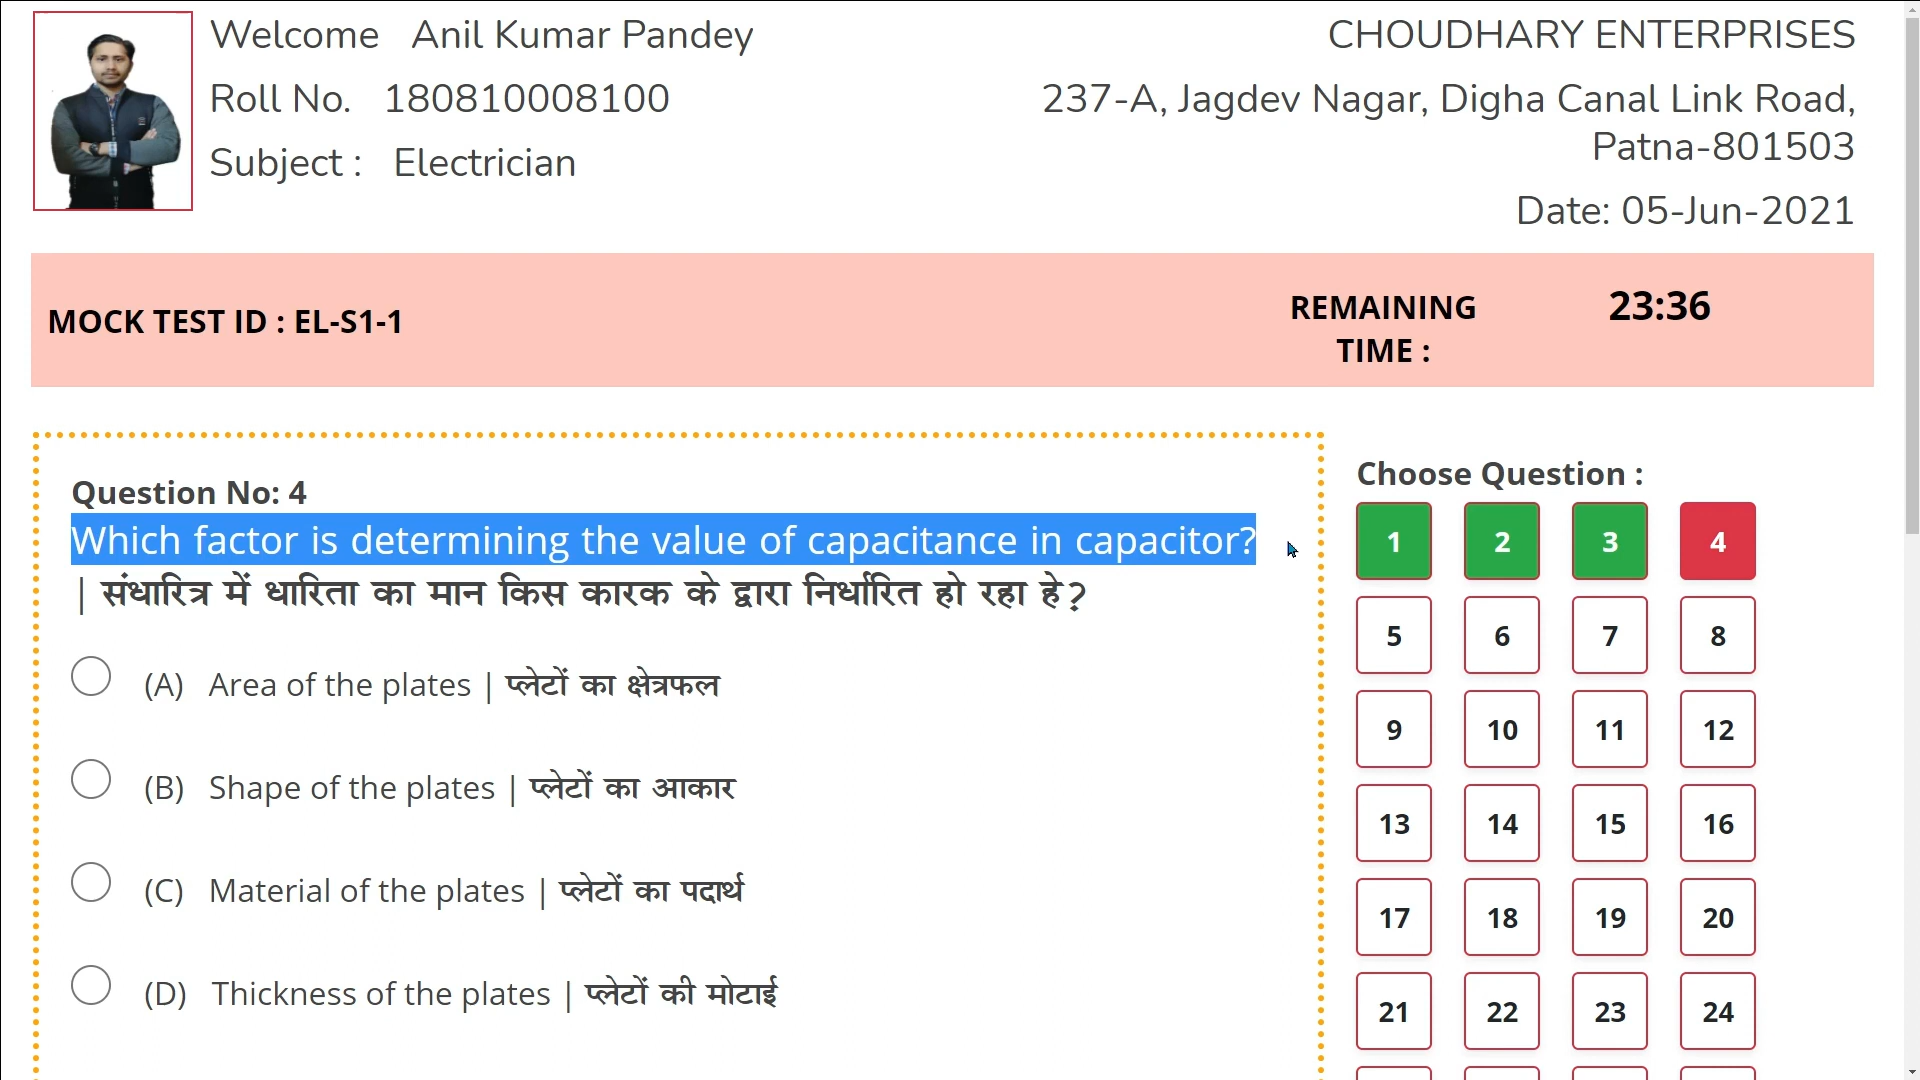 Welcome Anil Kumar Pandey
Roll No. 180810008100
Subject : Electrician
CHOUDHARY ENTERPRISES
237-A, Jagdev Nagar, Digha Canal Link Road,
Patna-801503
Date: 05-Jun-2021
MOCK TEST ID : EL-S1-1
REMAINING
TIME :
23:36
Question No: 4
Which factor is determining the value of capacitance in capacitor?
| संधारित्र में धारिता का मान किस कारक के द्वारा निर्धारित हो रहा हे?
(A) Area of the plates | प्लेटों का क्षेत्रफल
(B) Shape of the plates | प्लेटों का आकार
(C) Material of the plates | प्लेटों का पदार्थ
(D) Thickness of the plates | प्लेटों की मोटाई
Choose Question :
1 2 3 4
5 6 7 8
9 10 11 12
13 14 15 16
17 18 19 20
21 22 23 24